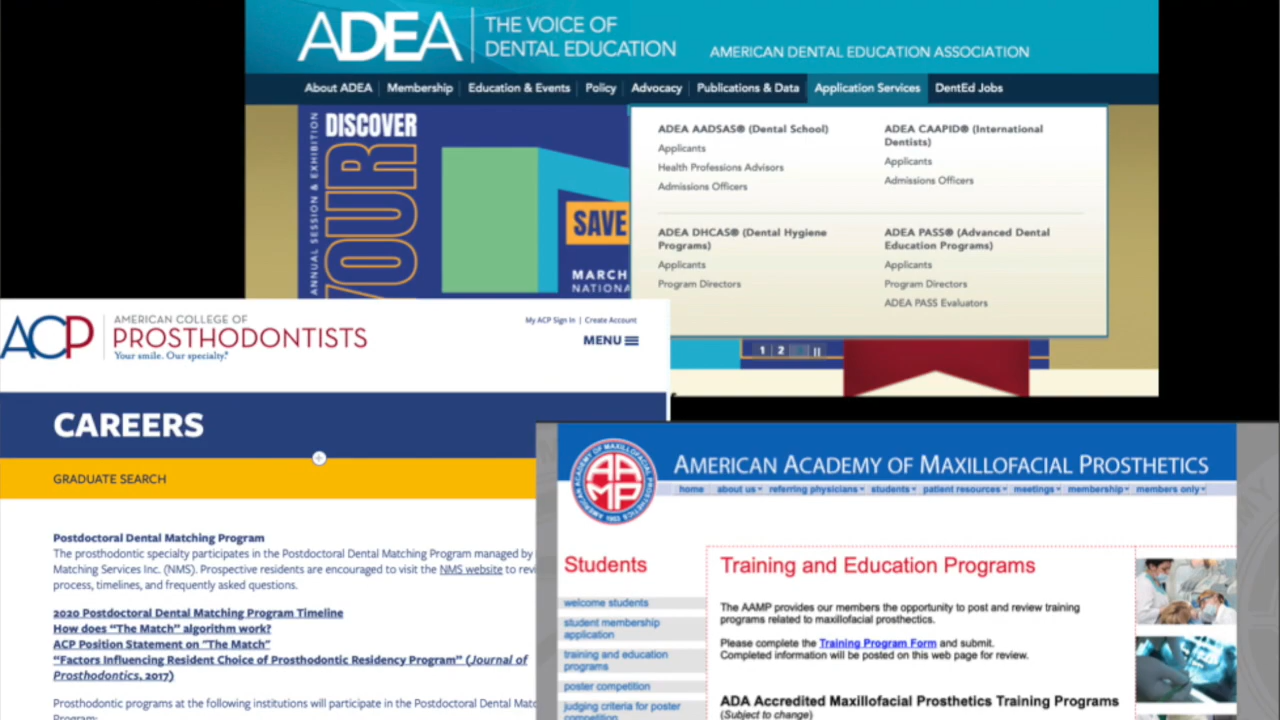 ADEA
THE VOICE OF
DENTAL EDUCATION
AMERICAN DENTAL EDUCATION ASSOCIATION
About ADEA | Membership | Education & Events | Policy | Advocacy | Publications & Data | Application Services | DentEd Jobs
ANNUAL SESSION & EXHIBITION
DISCOVER
YOUR
SAVE
MARCH
NATIONA
ADEA AADSAS® (Dental School)
Applicants
Health Professions Advisors
Admissions Officers
ADEA CAAPID® (International
Dentists)
Applicants
Admissions Officers
ADEA DHCAS® (Dental Hygiene
Programs)
Applicants
Program Directors
ADEA PASS® (Advanced Dental
Education Programs)
Applicants
Program Directors
ADEA PASS Evaluators
1 | 2
ACP
AMERICAN COLLEGE OF
PROSTHODONTISTS
Your smile. Our specialty.®
My ACP Sign In | Create Account
MENU
CAREERS
GRADUATE SEARCH
Postdoctoral Dental Matching Program
The prosthodontic specialty participates in the Postdoctoral Dental Matching Program managed by
Matching Services Inc. (NMS). Prospective residents are encouraged to visit the NMS website to revi
process, timelines, and frequently asked questions.
2020 Postdoctoral Dental Matching Program Timeline
How does "The Match" algorithm work?
ACP Position Statement on "The Match"
"Factors Influencing Resident Choice of Prosthodontic Residency Program" (Journal of
Prosthodontics, 2017)
Prosthodontic programs at the following institutions will participate in the Postdoctoral Dental Matc
Program:
AAMP
AMERICAN ACADEMY OF MAXILLOFACIAL PROSTHETICS
home about us referring physicians students patient resources meetings membership members only
Students
welcome students
student membership
application
training and education
programs
poster competition
judging criteria for poster
competition
Training and Education Programs
The AAMP provides our members the opportunity to post and review training
programs related to maxillofacial prosthetics.
Please complete the Training Program Form and submit.
Completed information will be posted on this web page for review.
ADA Accredited Maxillofacial Prosthetics Training Programs
(Subject to change)